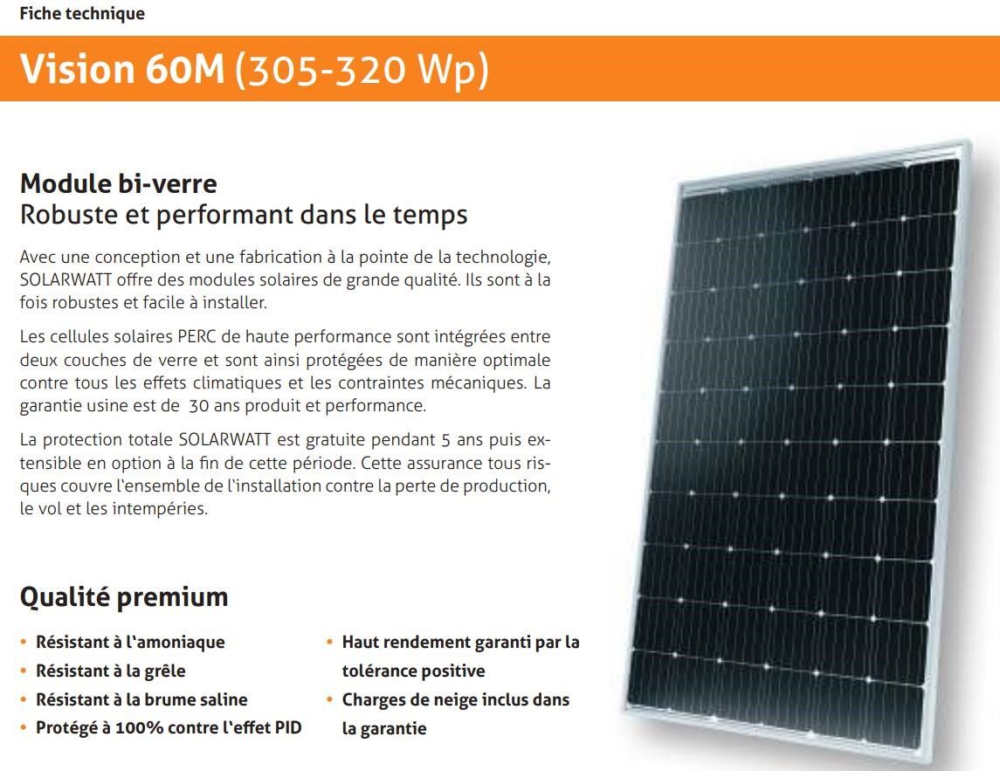 Fiche technique
Vision 60M (305-320 Wp)
Module bi-verre
Robuste et performant dans le temps
Avec une conception et une fabrication à la pointe de la technologie,
SOLARWATT offre des modules solaires de grande qualité. Ils sont à la
fois robustes et facile à installer.
Les cellules solaires PERC de haute performance sont intégrées entre
deux couches de verre et sont ainsi protégées de manière optimale
contre tous les effets climatiques et les contraintes mécaniques. La
garantie usine est de 30 ans produit et performance.
La protection totale SOLARWATT est gratuite pendant 5 ans puis ex-
tensible en option à la fin de cette période. Cette assurance tous ris-
ques couvre l‘ensemble de l‘installation contre la perte de production,
le vol et les intempéries.
Qualité premium
• Résistant à l‘amoniaque
• Résistant à la grêle
• Résistant à la brume saline
• Protégé à 100% contre l‘effet PID
• Haut rendement garanti par la
tolérance positive
• Charges de neige inclus dans
la garantie